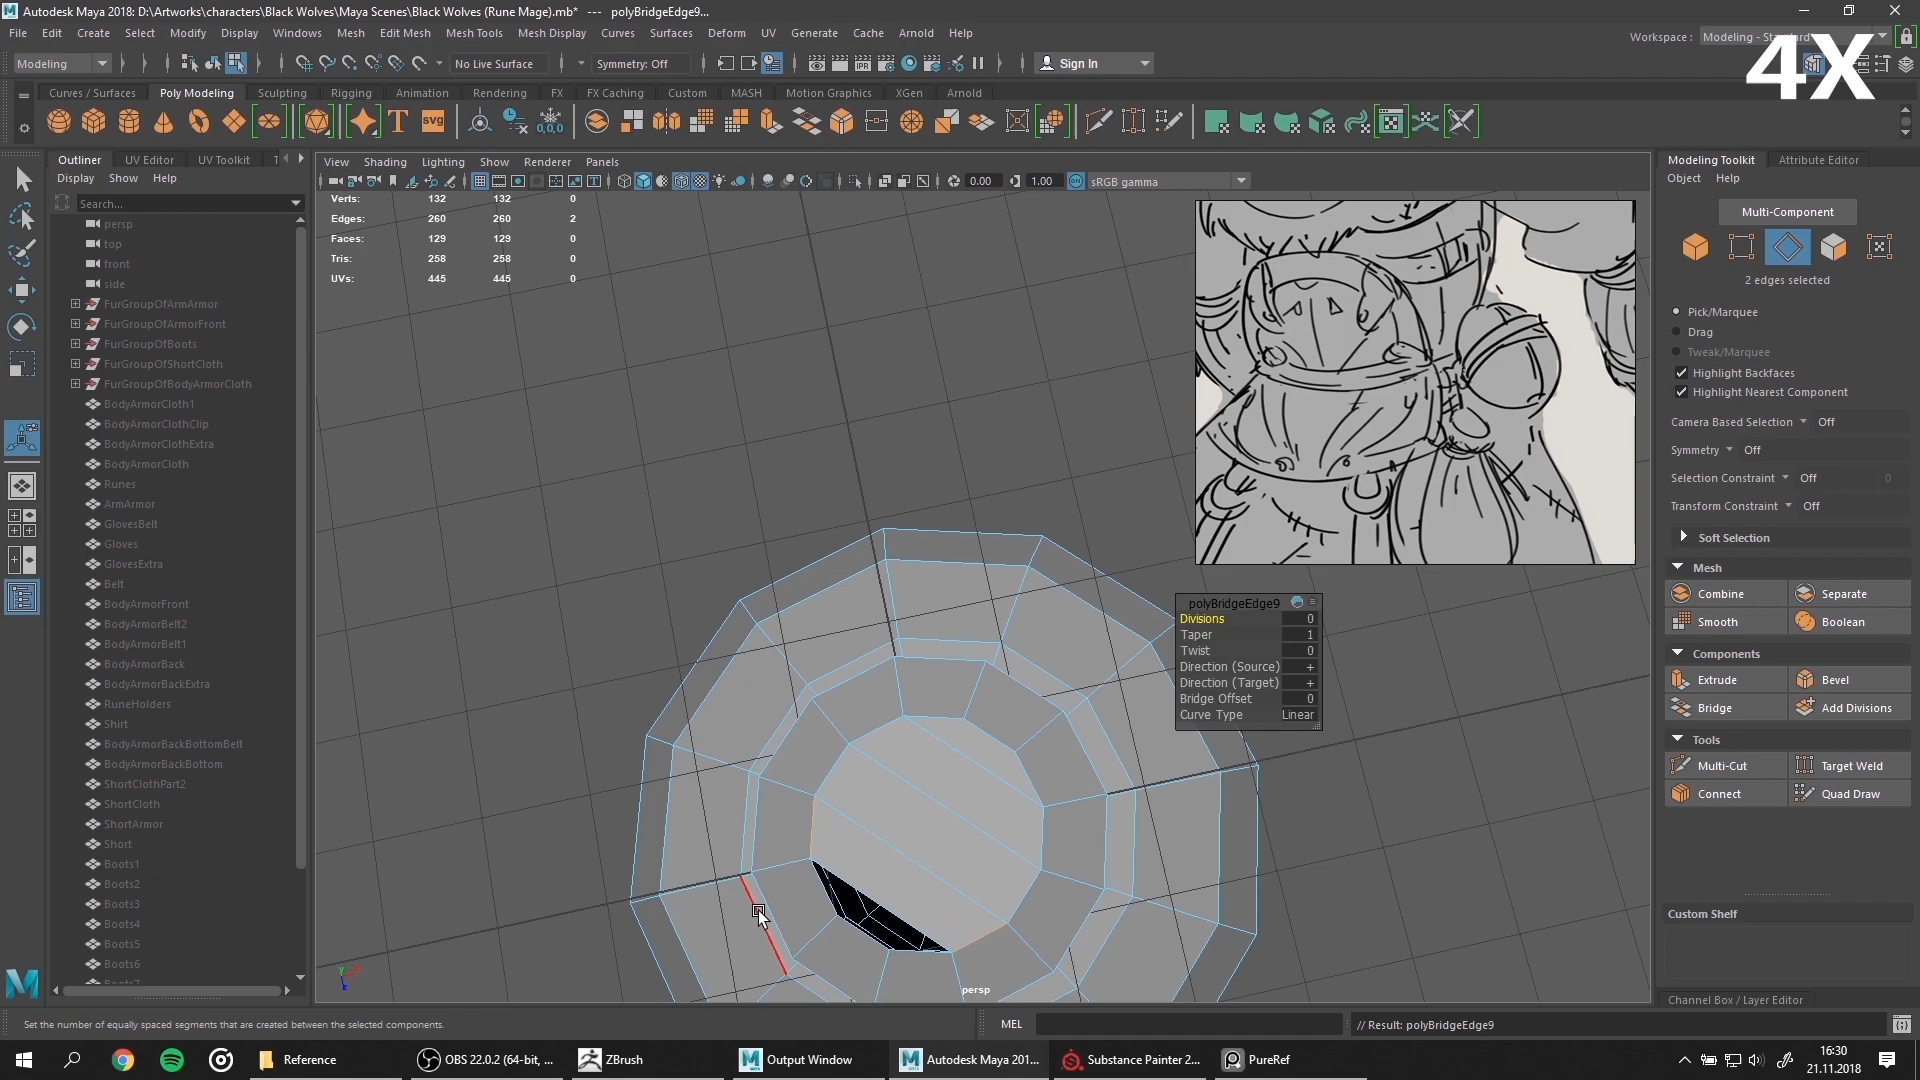 Autodesk Maya 2018: D:\Artworks\characters\Black Wolves\Maya Scenes\Black Wolves (Rune Mage).mb* --- polyBridgeEdge9...
File Edit Create Select Modify Display Windows Mesh Edit Mesh Mesh Tools Mesh Display Curves Surfaces Deform UV Generate Cache Arnold Help
Workspace : Modeling - Standard
4X
Modeling
No Live Surface
Symmetry: Off
Sign In
Curves / Surfaces Poly Modeling Sculpting Rigging Animation Rendering FX FX Caching Custom MASH Motion Graphics XGen Arnold
T
SVG
0,0,0
IPR
Outliner UV Editor UV Toolkit
Display Show Help
Search...
persp
top
front
side
FurGroupOfArmArmor
FurGroupOfArmorFront
FurGroupOfBoots
FurGroupOfShortCloth
FurGroupOfBodyArmorCloth
BodyArmorCloth1
BodyArmorClothClip
BodyArmorClothExtra
BodyArmorCloth
Runes
ArmArmor
GlovesBelt
Gloves
GlovesExtra
Belt
BodyArmorFront
BodyArmorBelt2
BodyArmorBelt1
BodyArmorBack
BodyArmorBackExtra
RuneHolders
Shirt
BodyArmorBackBottomBelt
BodyArmorBackBottom
ShortClothPart2
ShortCloth
ShortArmor
Short
Boots1
Boots2
Boots3
Boots4
Boots5
Boots6
View Shading Lighting Show Renderer Panels
0.00
1.00
sRGB gamma
Verts: 132 132 0
Edges: 260 260 2
Faces: 129 129 0
Tris: 258 258 0
UVs: 445 445 0
polyBridgeEdge9
Divisions 0
Taper 1
Twist 0
Direction (Source) +
Direction (Target) +
Bridge Offset 0
Curve Type Linear
persp
Modeling Toolkit Attribute Editor
Object Help
Multi-Component
2 edges selected
Pick/Marquee
Drag
Tweak/Marquee
Highlight Backfaces
Highlight Nearest Component
Camera Based Selection Off
Symmetry Off
Selection Constraint Off 0
Transform Constraint Off
Soft Selection
Mesh
Combine Separate
Smooth Boolean
Components
Extrude Bevel
Bridge Add Divisions
Tools
Multi-Cut Target Weld
Connect Quad Draw
Custom Shelf
Channel Box / Layer Editor
Set the number of equally spaced segments that are created between the selected components.
MEL
// Result: polyBridgeEdge9
Reference
OBS 22.0.2 (64-bit, ...
ZBrush
Output Window
Autodesk Maya 201...
Substance Painter 2...
PureRef
16:30
21.11.2018